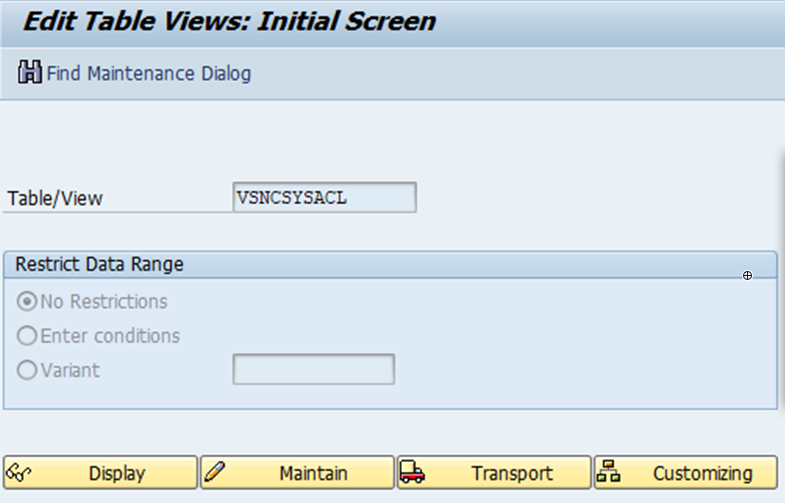 Edit Table Views: Initial Screen
Find Maintenance Dialog
Table/View VSNCSYSACL
Restrict Data Range
No Restrictions
Enter conditions
Variant
Display Maintain Transport Customizing